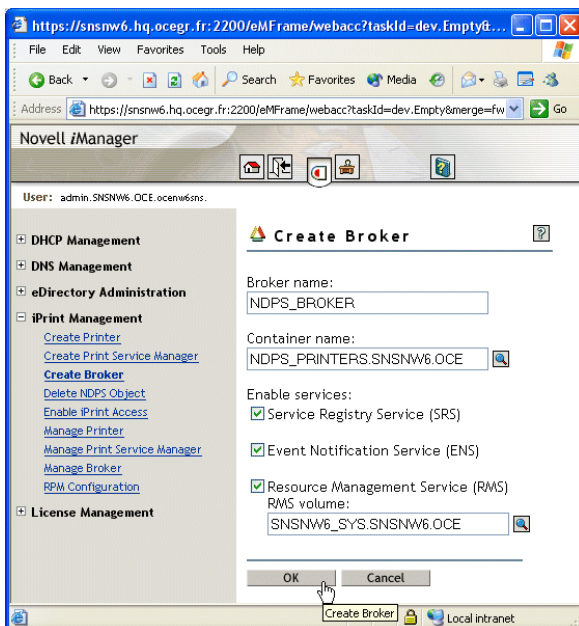 https://snsnw6.hq.ocegr.fr:2200/eMFrame/webacc?taskId=dev.Empty&t...
File Edit View Favorites Tools Help
Back Search Favorites Media
Address https://snsnw6.hq.ocegr.fr:2200/eMFrame/webacc?taskId=dev.Empty&merge=fw Go
Novell iManager
User: admin.SNSNW6.OCE.ocenw6sns.
DHCP Management
DNS Management
eDirectory Administration
iPrint Management
Create Printer
Create Print Service Manager
Create Broker
Delete NDPS Object
Enable iPrint Access
Manage Printer
Manage Print Service Manager
Manage Broker
RPM Configuration
License Management
Create Broker ?
Broker name:
NDPS_BROKER
Container name:
NDPS_PRINTERS.SNSNW6.OCE
Enable services:
Service Registry Service (SRS)
Event Notification Service (ENS)
Resource Management Service (RMS)
RMS volume:
SNSNW6_SYS.SNSNW6.OCE
OK Cancel
Create Broker
Local intranet